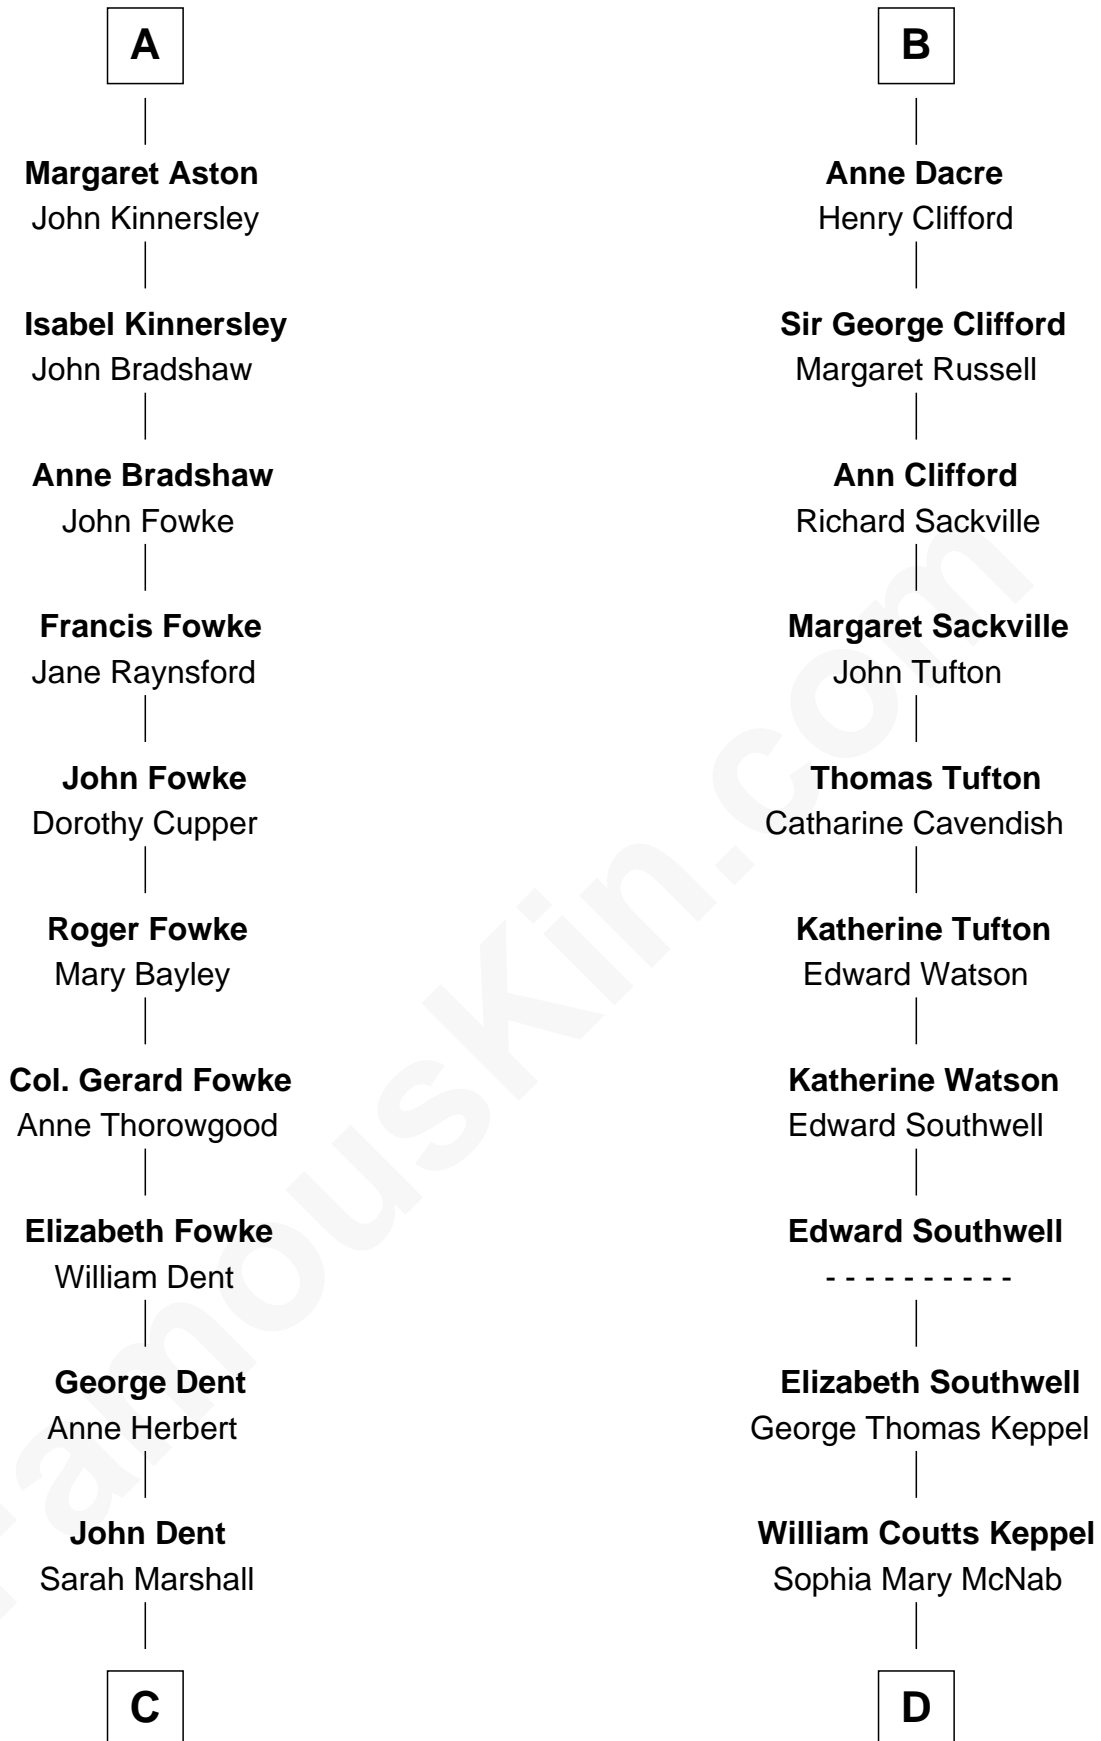 A
Margaret Aston
John Kinnersley
Isabel Kinnersley
John Bradshaw
Anne Bradshaw
John Fowke
Francis Fowke
Jane Raynsford
John Fowke
Dorothy Cupper
Roger Fowke
Mary Bayley
Col. Gerard Fowke
Anne Thorowgood
Elizabeth Fowke
William Dent
George Dent
Anne Herbert
John Dent
Sarah Marshall
C
B
Anne Dacre
Henry Clifford
Sir George Clifford
Margaret Russell
Ann Clifford
Richard Sackville
Margaret Sackville
John Tufton
Thomas Tufton
Catharine Cavendish
Katherine Tufton
Edward Watson
Katherine Watson
Edward Southwell
Edward Southwell
- - - - - - - - - -
Elizabeth Southwell
George Thomas Keppel
William Coutts Keppel
Sophia Mary McNab
D
FamousKin.com